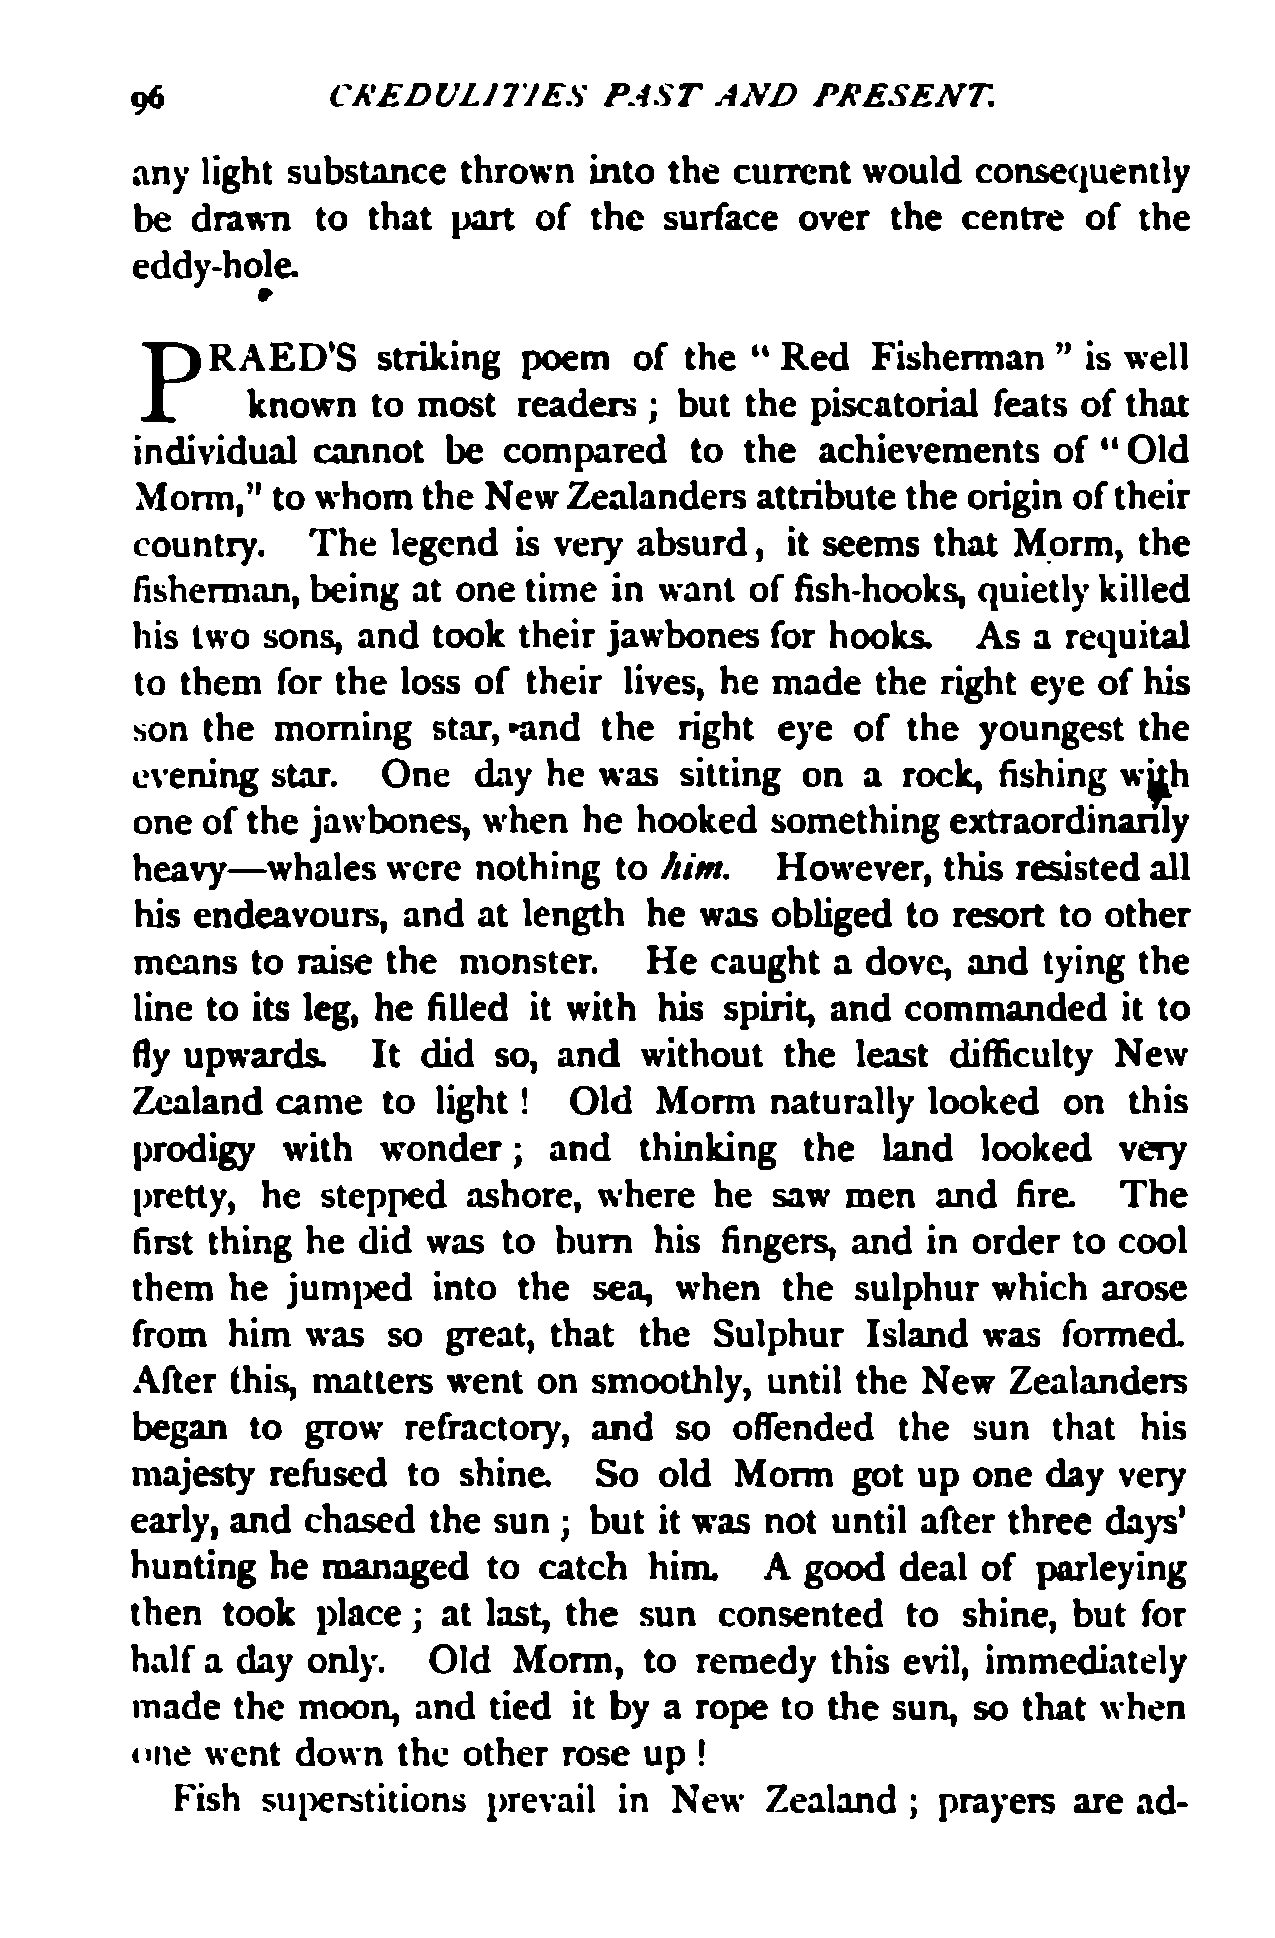 96 CREDULITIES PAST AND PRESENT.
any light substance thrown into the current would consequently
be drawn to that part of the surface over the centre of the
eddy-hole.
PRAED'S striking poem of the "Red Fisherman" is well
known to most readers; but the piscatorial feats of that
individual cannot be compared to the achievements of "Old
Morm," to whom the New Zealanders attribute the origin of their
country. The legend is very absurd, it seems that Morm, the
fisherman, being at one time in want of fish-hooks, quietly killed
his two sons, and took their jawbones for hooks. As a requital
to them for the loss of their lives, he made the right eye of his
son the morning star, and the right eye of the youngest the
evening star. One day he was sitting on a rock, fishing with
one of the jawbones, when he hooked something extraordinarily
heavy—whales were nothing to him. However, this resisted all
his endeavours, and at length he was obliged to resort to other
means to raise the monster. He caught a dove, and tying the
line to its leg, he filled it with his spirit, and commanded it to
fly upwards. It did so, and without the least difficulty New
Zealand came to light! Old Morm naturally looked on this
prodigy with wonder; and thinking the land looked very
pretty, he stepped ashore, where he saw men and fire. The
first thing he did was to burn his fingers, and in order to cool
them he jumped into the sea, when the sulphur which arose
from him was so great, that the Sulphur Island was formed.
After this, matters went on smoothly, until the New Zealanders
began to grow refractory, and so offended the sun that his
majesty refused to shine. So old Morm got up one day very
early, and chased the sun; but it was not until after three days'
hunting he managed to catch him. A good deal of parleying
then took place; at last, the sun consented to shine, but for
half a day only. Old Morm, to remedy this evil, immediately
made the moon, and tied it by a rope to the sun, so that when
one went down the other rose up!
Fish superstitions prevail in New Zealand; prayers are ad-